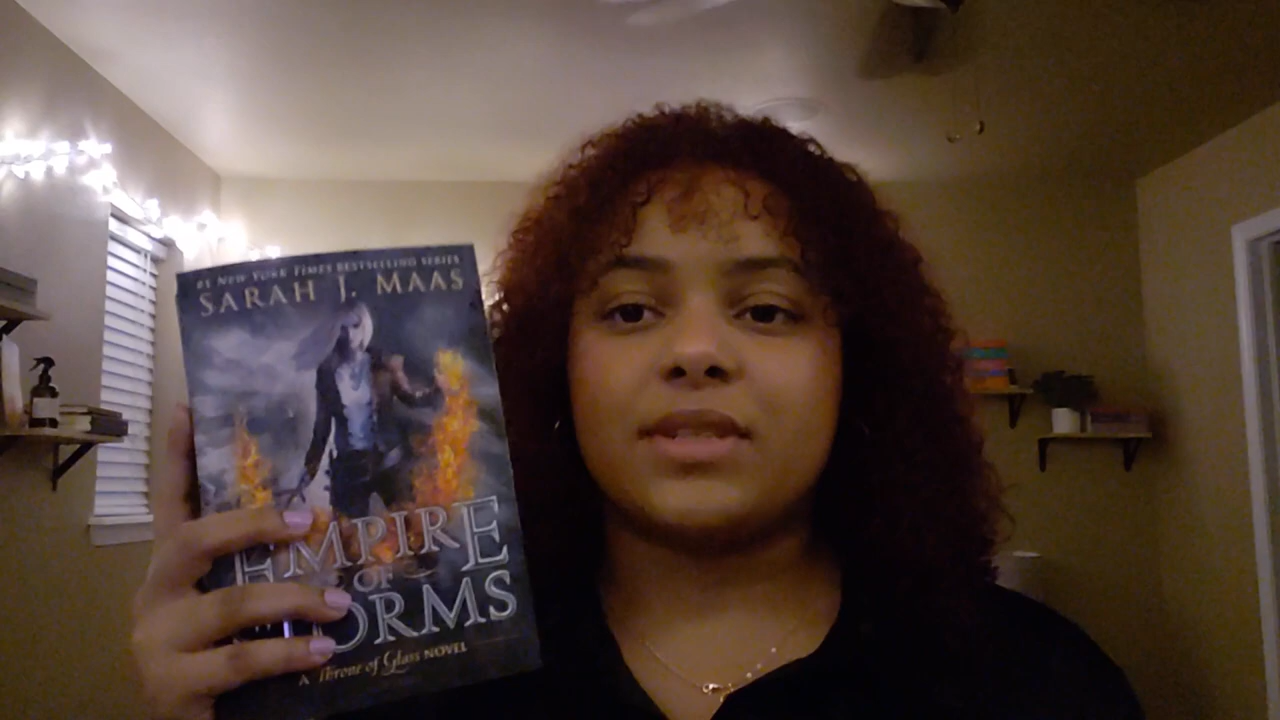 #1 NEW YORK TIMES BESTSELLING SERIES
SARAH J. MAAS
EMPIRE
OF
ORMS
A Throne of Glass NOVEL